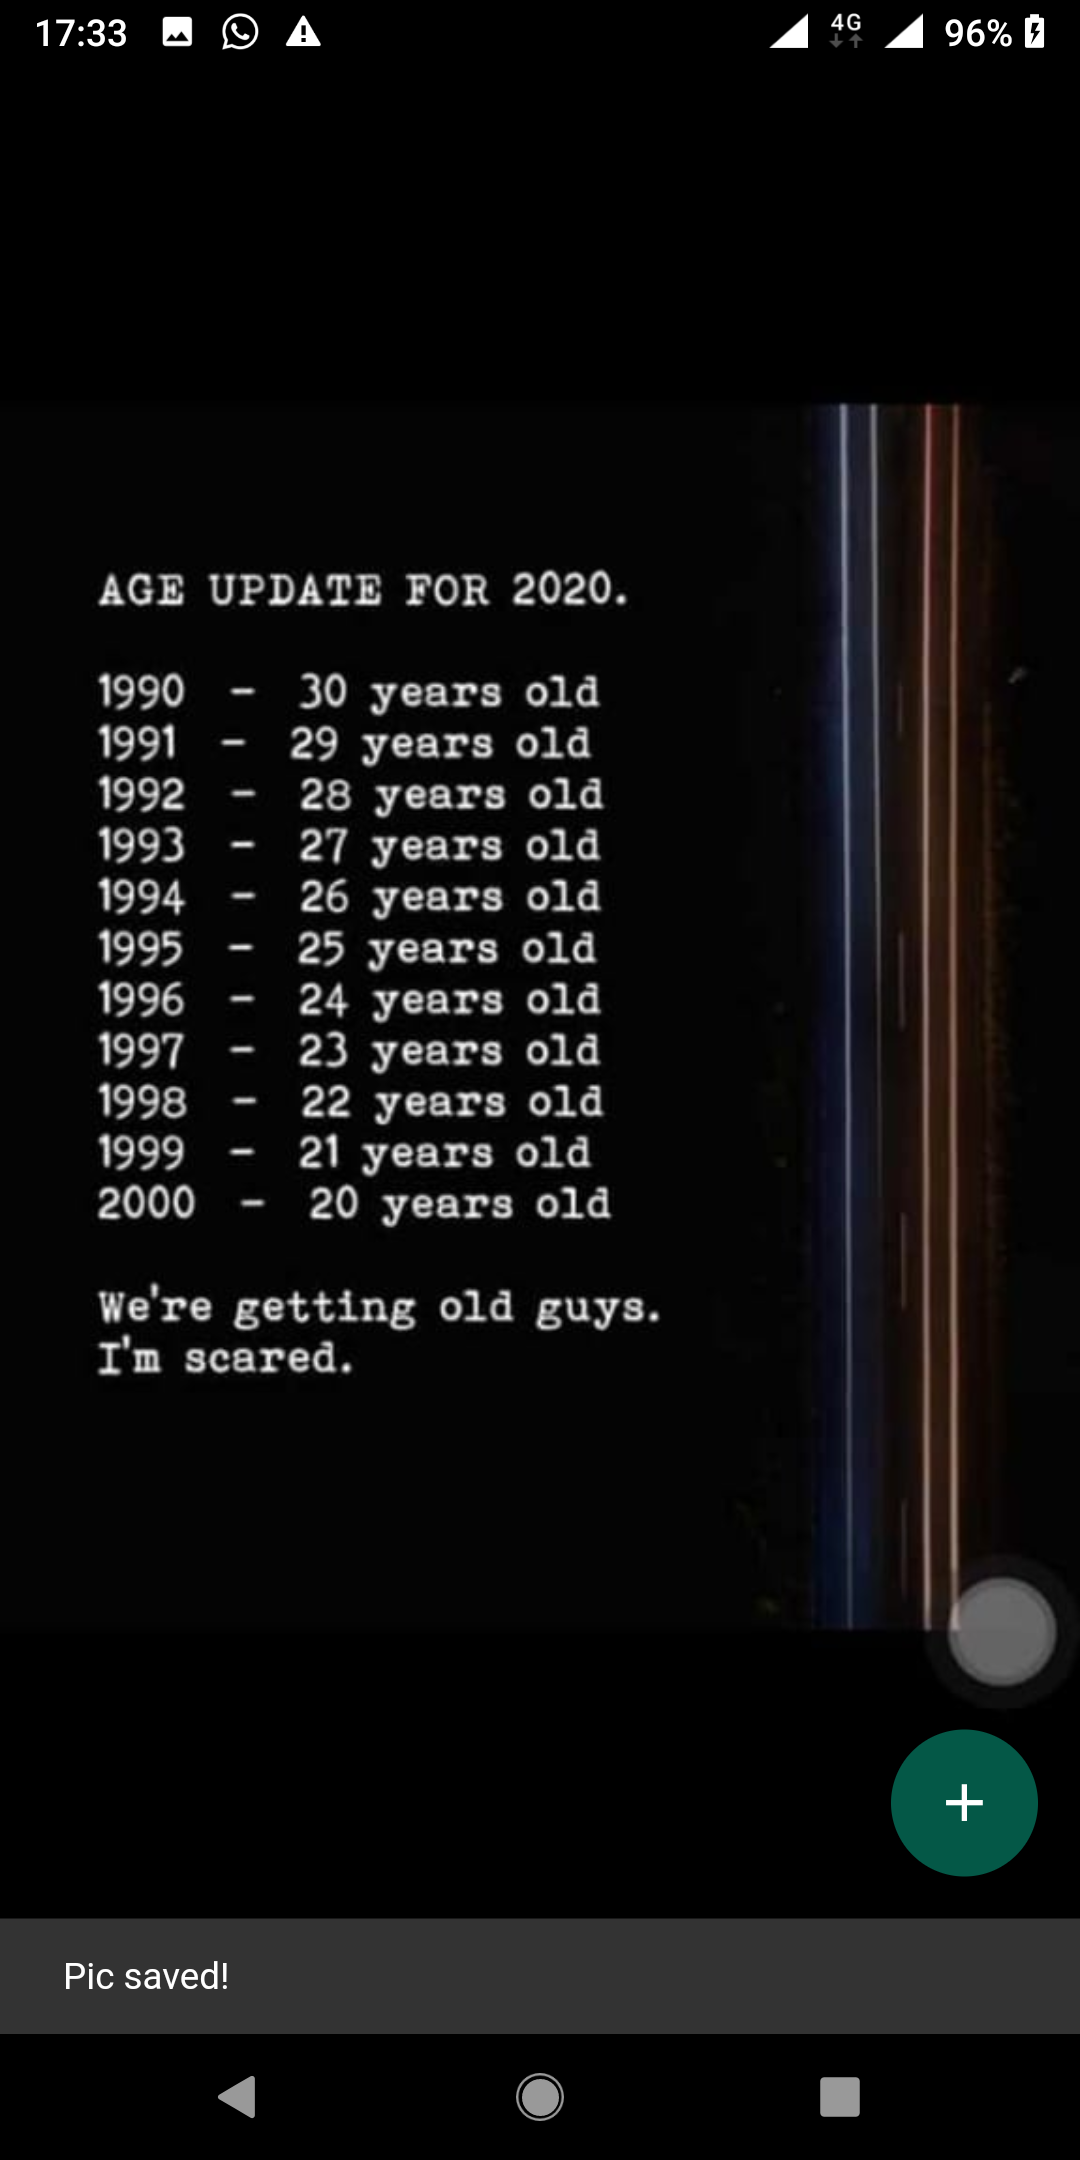 17:33 4G 96%
AGE UPDATE FOR 2020.
1990 - 30 years old
1991 - 29 years old
1992 - 28 years old
1993 - 27 years old
1994 - 26 years old
1995 - 25 years old
1996 - 24 years old
1997 - 23 years old
1998 - 22 years old
1999 - 21 years old
2000 - 20 years old
We're getting old guys.
I'm scared.
Pic saved!